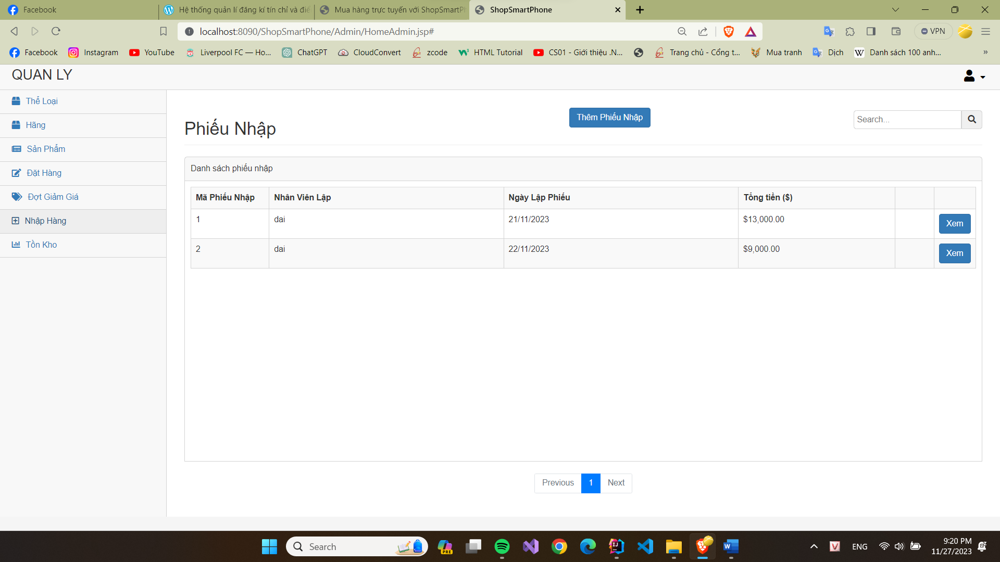 Facebook
Hệ thống quản lí đăng kí tín chỉ và điể
Mua hàng trực tuyến với ShopSmartPh
ShopSmartPhone
localhost:8090/ShopSmartPhone/Admin/HomeAdmin.jsp#
VPN
Facebook
Instagram
YouTube
Liverpool FC — Ho...
ChatGPT
CloudConvert
zcode
HTML Tutorial
CS01 - Giới thiệu .N...
Trang chủ - Cổng t...
Mua tranh
Dịch
Danh sách 100 anh...
QUAN LY
Thể Loại
Hãng
Sản Phẩm
Đặt Hàng
Đợt Giảm Giá
Nhập Hàng
Tồn Kho
Phiếu Nhập
Thêm Phiếu Nhập
Search...
Danh sách phiếu nhập
Mã Phiếu Nhập Nhân Viên Lập Ngày Lập Phiếu Tổng tiền ($)
1 dai 21/11/2023 $13,000.00 Xem
2 dai 22/11/2023 $9,000.00 Xem
Previous 1 Next
Search
PRE
ENG
9:20 PM
11/27/2023